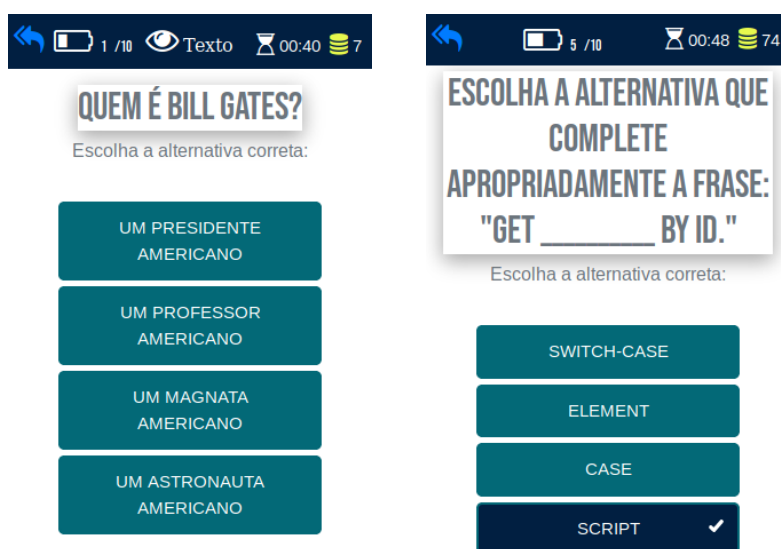 1 /10 Texto 00:40 7
QUEM É BILL GATES?
Escolha a alternativa correta:
UM PRESIDENTE
AMERICANO
UM PROFESSOR
AMERICANO
UM MAGNATA
AMERICANO
UM ASTRONAUTA
AMERICANO
5 /10 00:48 74
ESCOLHA A ALTERNATIVA QUE
COMPLETE
APROPRIADAMENTE A FRASE:
"GET __________ BY ID."
Escolha a alternativa correta:
SWITCH-CASE
ELEMENT
CASE
SCRIPT